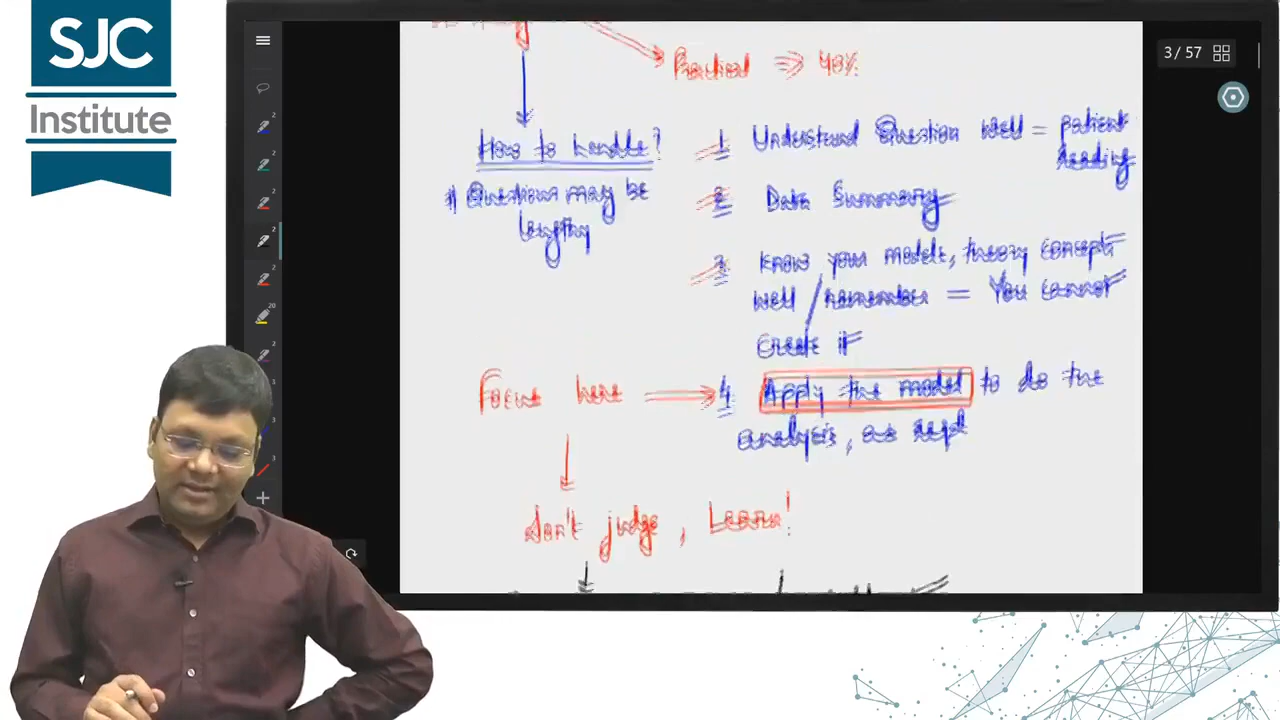 SJC
Institute
3 / 57
Practical ⇒ 40%
How to handle?
1) Questions may be
lengthy
1 Understand Question Well = Patient
Reading
2 Data Summary
3 Know your models, theory concept
well / Remember = You cannot
Create it
Focus here → 4 Apply the model to do the
analysis, as reqd
Don't judge, Learn!